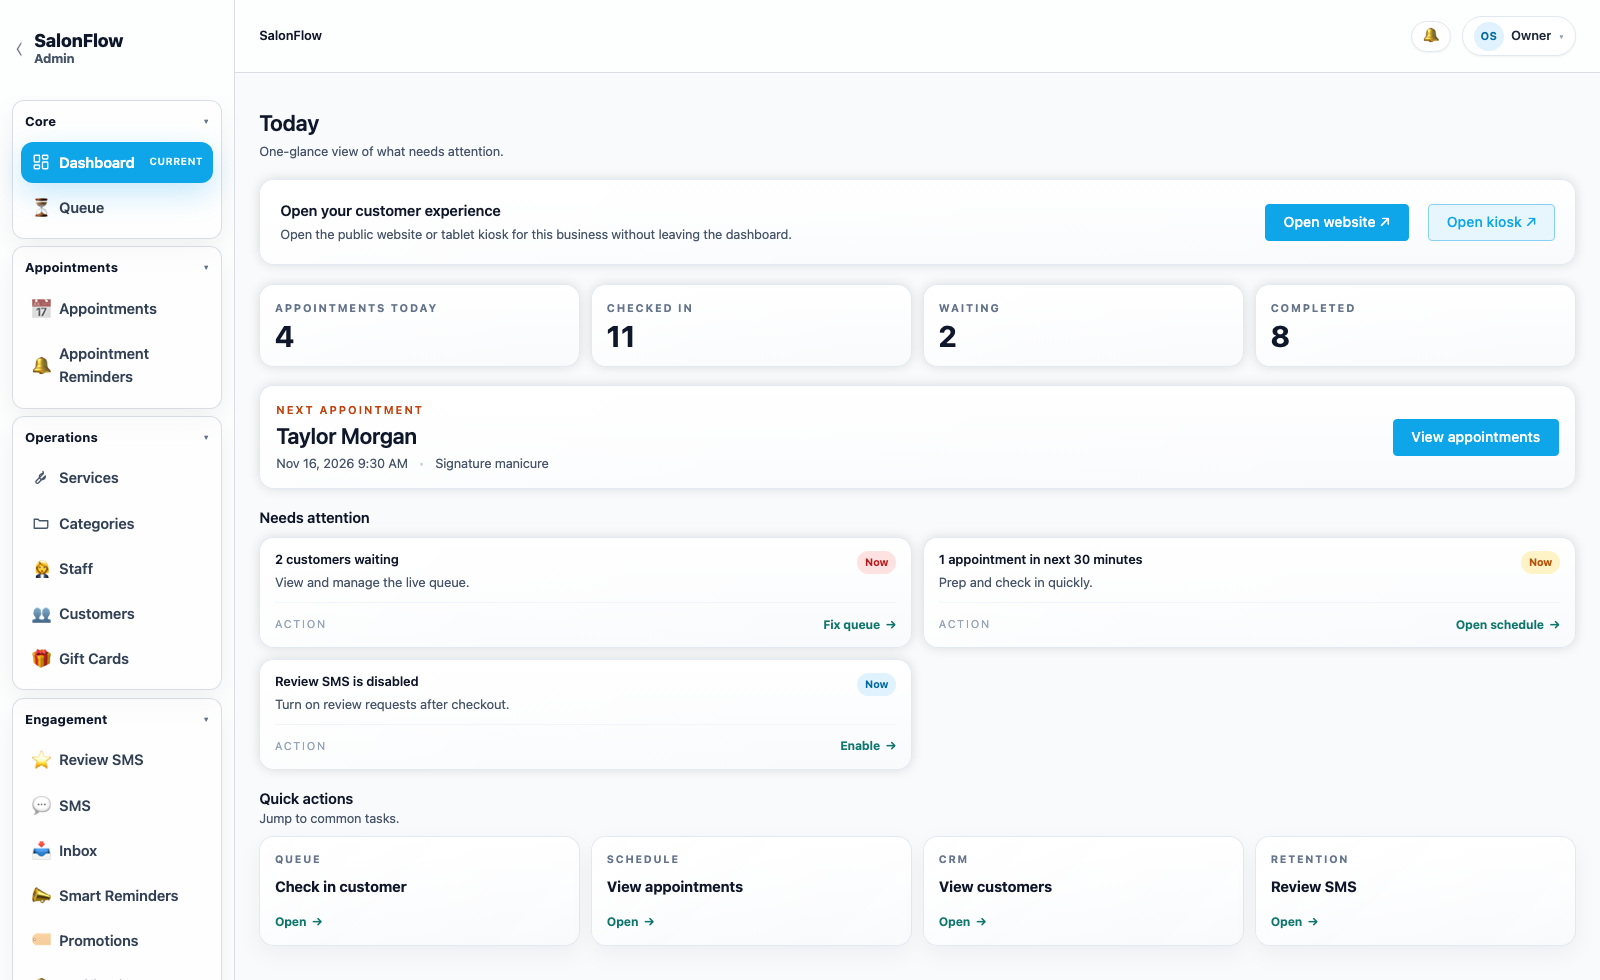 SalonFlow
Admin
Core
Dashboard CURRENT
Queue
Appointments
Appointments
Appointment
Reminders
Operations
Services
Categories
Staff
Customers
Gift Cards
Engagement
Review SMS
SMS
Inbox
Smart Reminders
Promotions
SalonFlow
OS Owner
Today
One-glance view of what needs attention.
Open your customer experience
Open the public website or tablet kiosk for this business without leaving the dashboard.
Open website ↗
Open kiosk ↗
APPOINTMENTS TODAY
4
CHECKED IN
11
WAITING
2
COMPLETED
8
NEXT APPOINTMENT
Taylor Morgan
Nov 16, 2026 9:30 AM • Signature manicure
View appointments
Needs attention
2 customers waiting
Now
View and manage the live queue.
ACTION
Fix queue →
1 appointment in next 30 minutes
Now
Prep and check in quickly.
ACTION
Open schedule →
Review SMS is disabled
Now
Turn on review requests after checkout.
ACTION
Enable →
Quick actions
Jump to common tasks.
QUEUE
Check in customer
Open →
SCHEDULE
View appointments
Open →
CRM
View customers
Open →
RETENTION
Review SMS
Open →